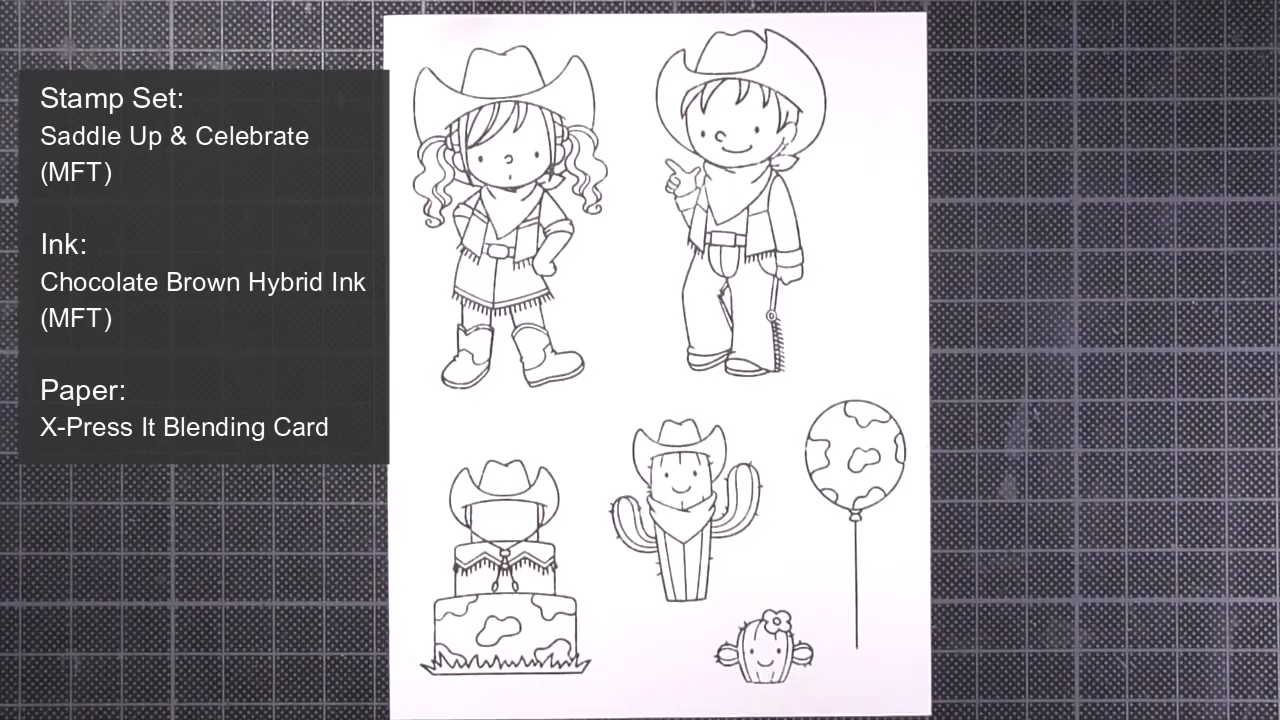 Stamp Set:
Saddle Up & Celebrate
(MFT)
Ink:
Chocolate Brown Hybrid Ink
(MFT)
Paper:
X-Press It Blending Card